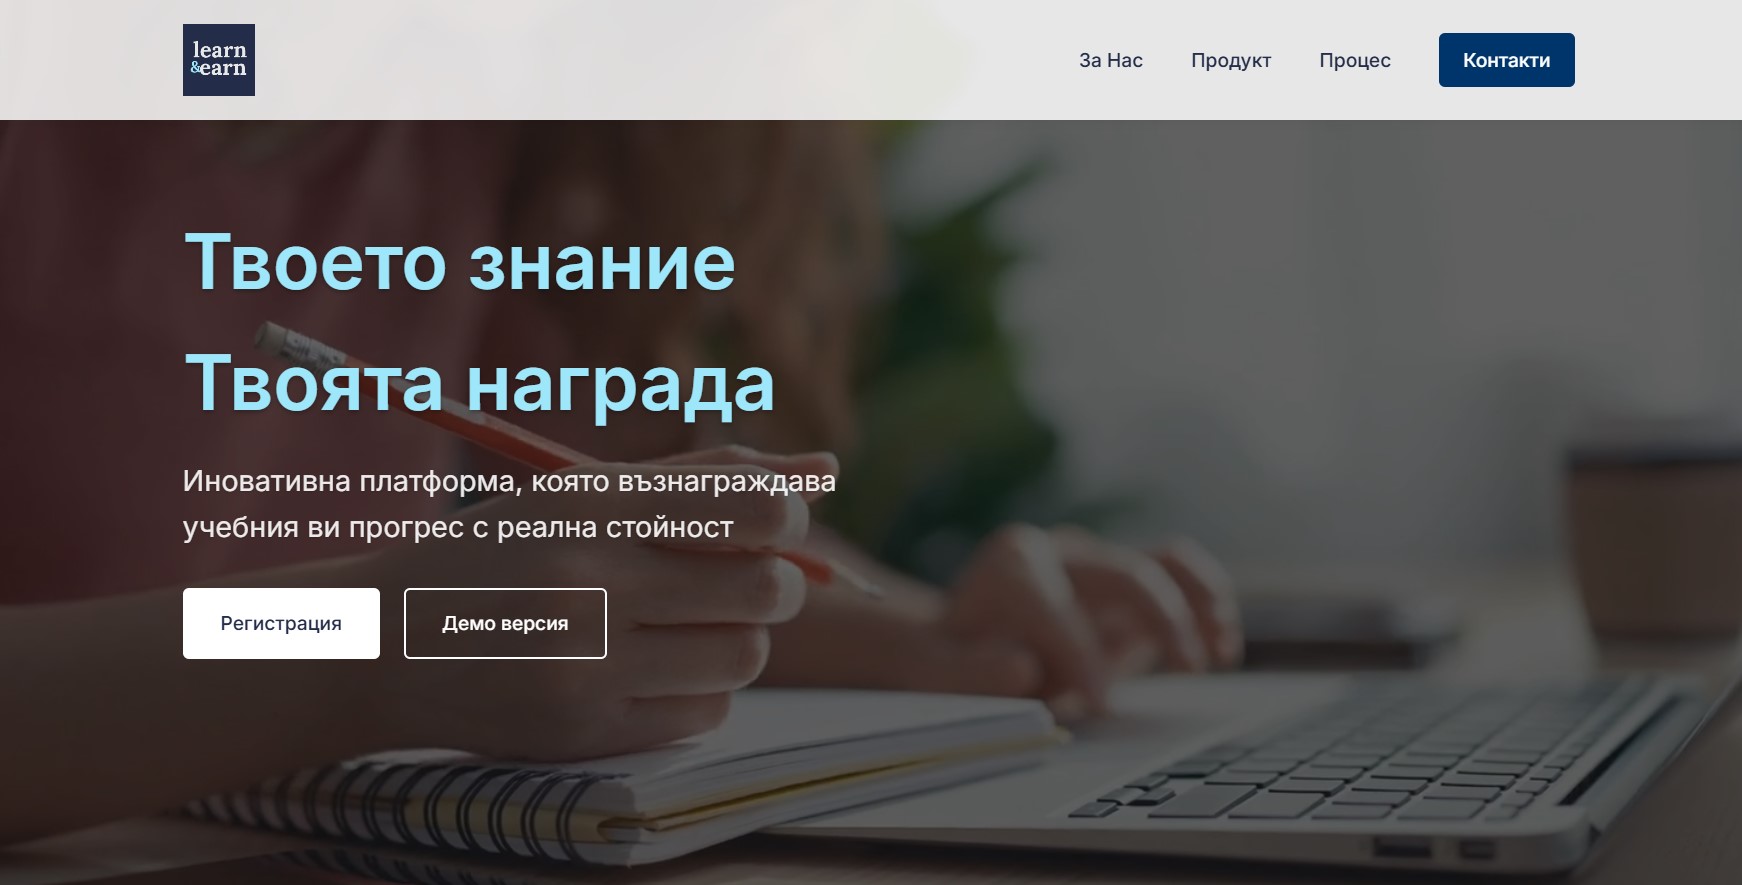 learn
&earn
За Нас
Продукт
Процес
Контакти
Твоето знание
Твоята награда
Иновативна платформа, която възнаграждава
учебния ви прогрес с реална стойност
Регистрация
Демо версия